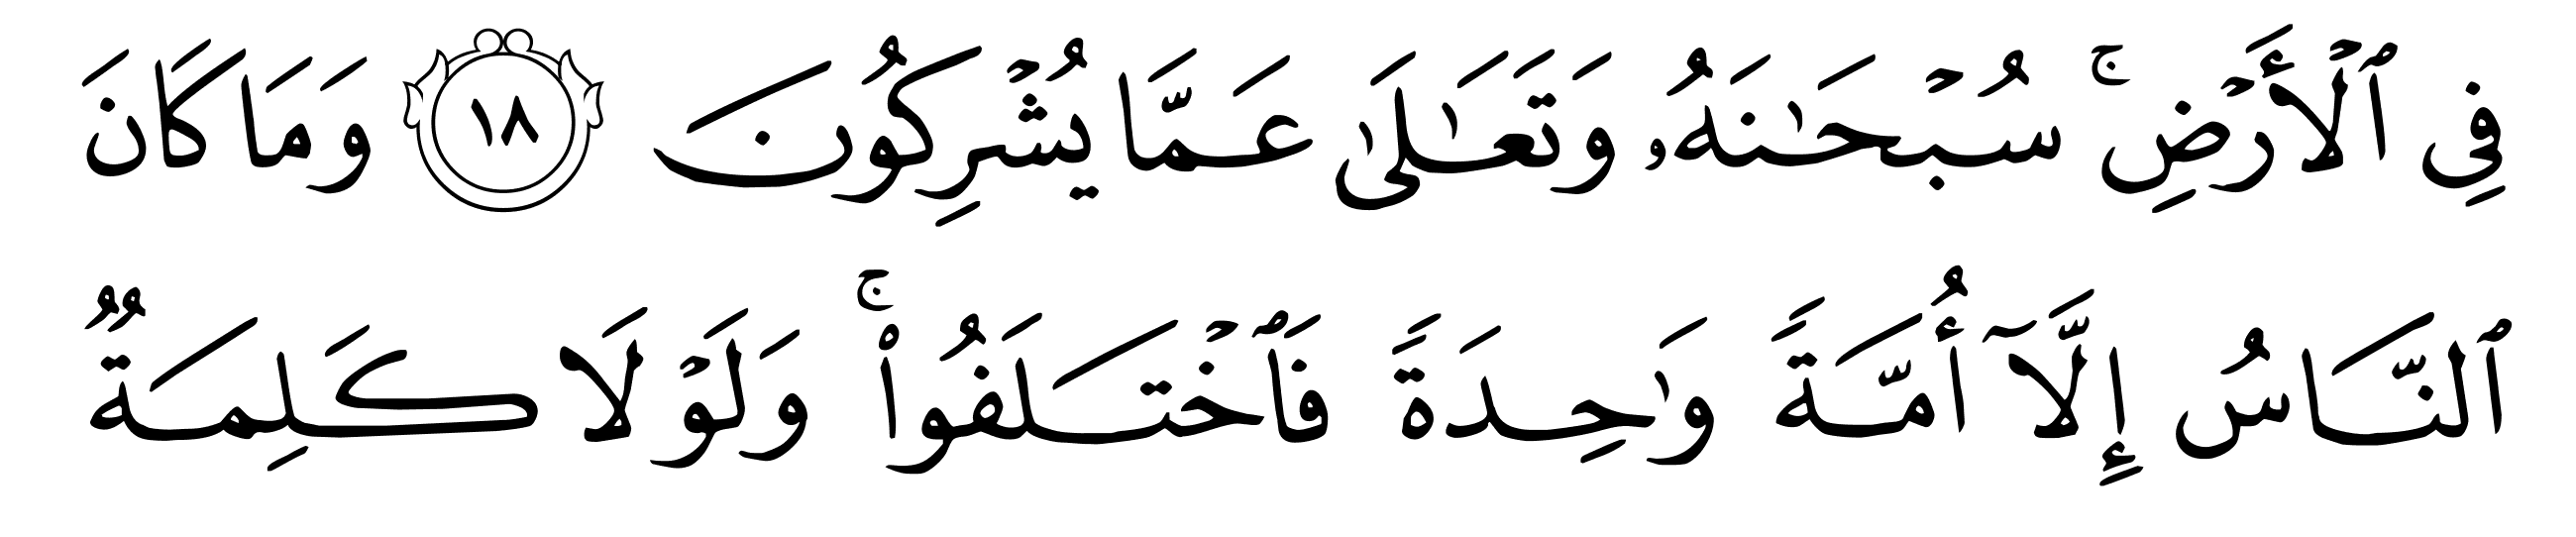 فِي ٱلْأَرْضِ ۚ سُبْحَـٰنَهُۥ وَتَعَـٰلَىٰ عَمَّا يُشْرِكُونَ ١٨ وَمَا كَانَ
ٱلنَّاسُ إِلَّآ أُمَّةً وَٰحِدَةً فَٱخْتَلَفُوا۟ ۚ وَلَوْلَا كَلِمَةٌ